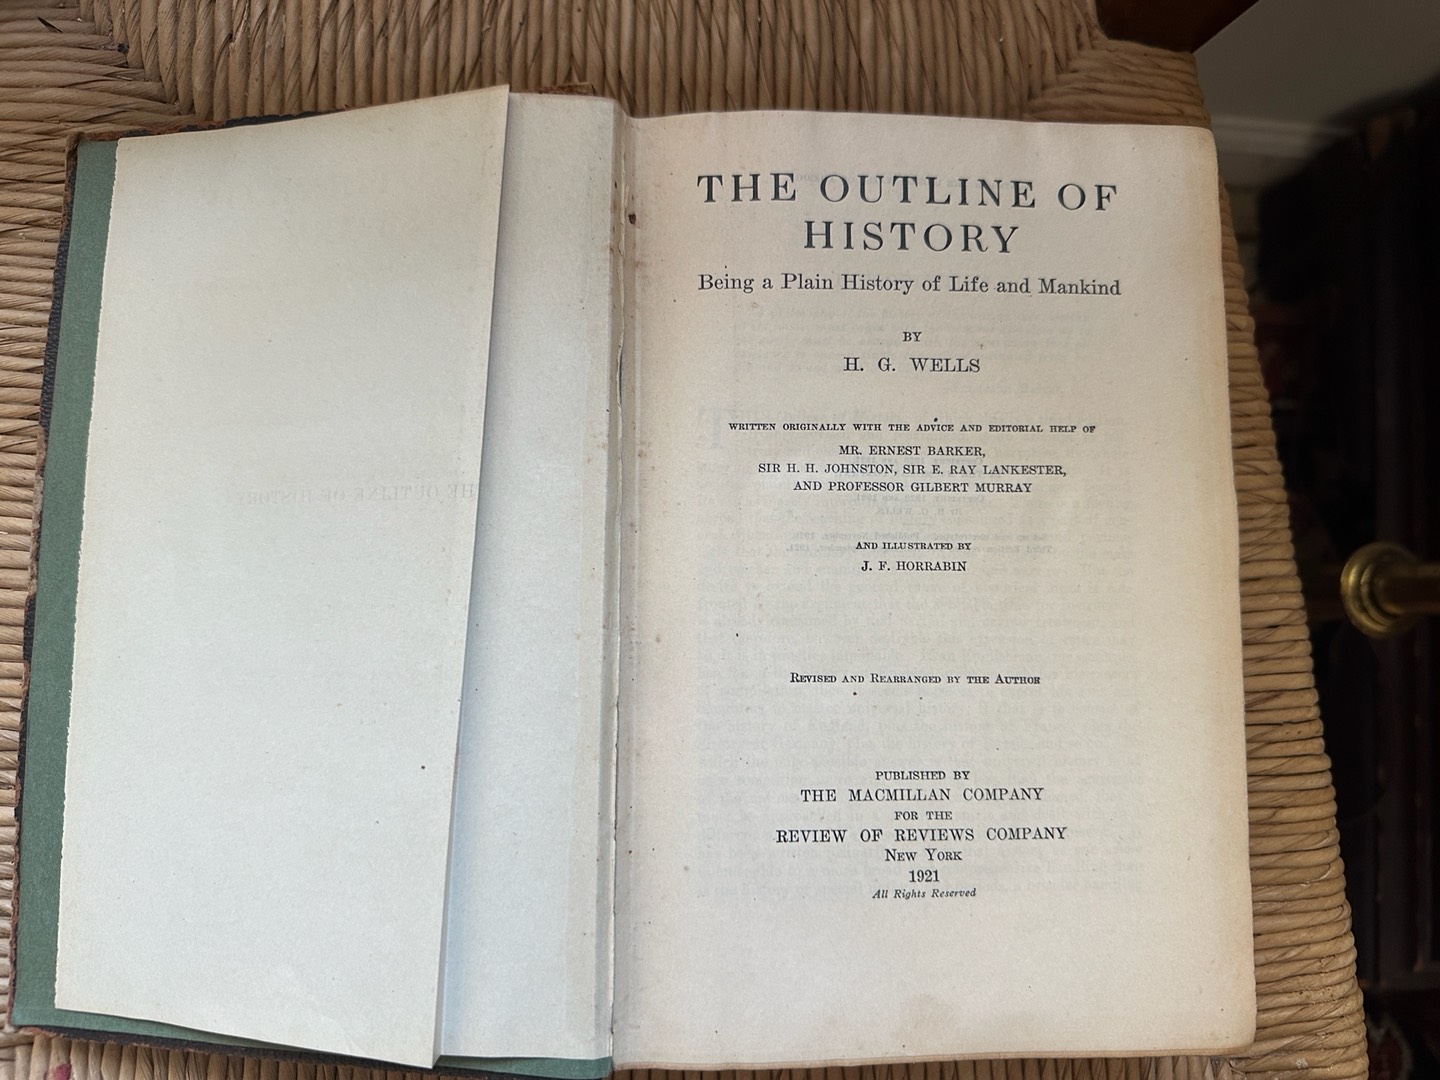 THE OUTLINE OF
HISTORY
Being a Plain History of Life and Mankind
BY
H. G. WELLS
WRITTEN ORIGINALLY WITH THE ADVICE AND EDITORIAL HELP OF
MR. ERNEST BARKER,
SIR H. H. JOHNSTON, SIR E. RAY LANKESTER,
AND PROFESSOR GILBERT MURRAY
AND ILLUSTRATED BY
J. F. HORRABIN
REVISED AND REARRANGED BY THE AUTHOR
PUBLISHED BY
THE MACMILLAN COMPANY
FOR THE
REVIEW OF REVIEWS COMPANY
NEW YORK
1921
All Rights Reserved